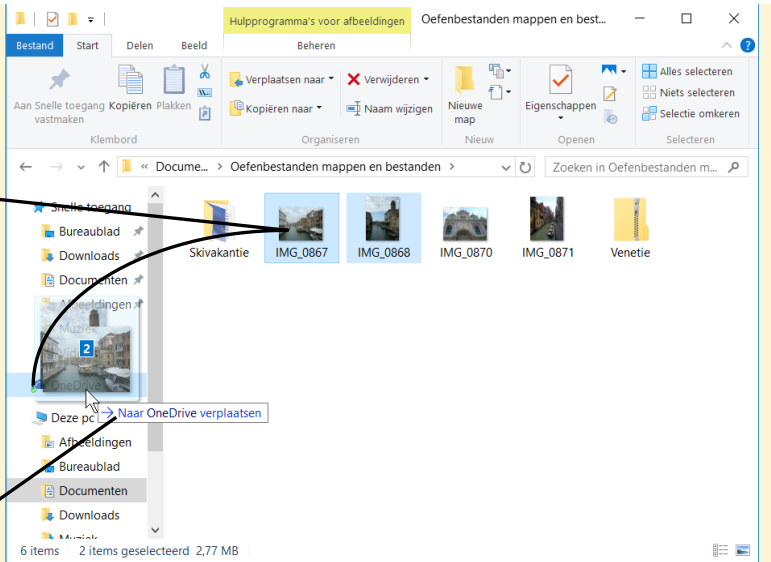 Hulpprogramma's voor afbeeldingen
Oefenbestanden mappen en best...
Bestand
Start
Delen
Beeld
Beheren
Aan Snelle toegang
vastmaken
Kopiëren
Plakken
Verplaatsen naar
Kopiëren naar
Verwijderen
Naam wijzigen
Nieuwe
map
Eigenschappen
Alles selecteren
Niets selecteren
Selectie omkeren
Klembord
Organiseren
Nieuw
Openen
Selecteren
« Docume... > Oefenbestanden mappen en bestanden >
Zoeken in Oefenbestanden m...
Snelle toegang
Bureaublad
Downloads
Documenten
Afbeeldingen
Muziek
Video's
2
OneDrive
Naar OneDrive verplaatsen
Deze pc
Afbeeldingen
Bureaublad
Documenten
Downloads
Muziek
Skivakantie
IMG_0867
IMG_0868
IMG_0870
IMG_0871
Venetie
6 items
2 items geselecteerd 2,77 MB